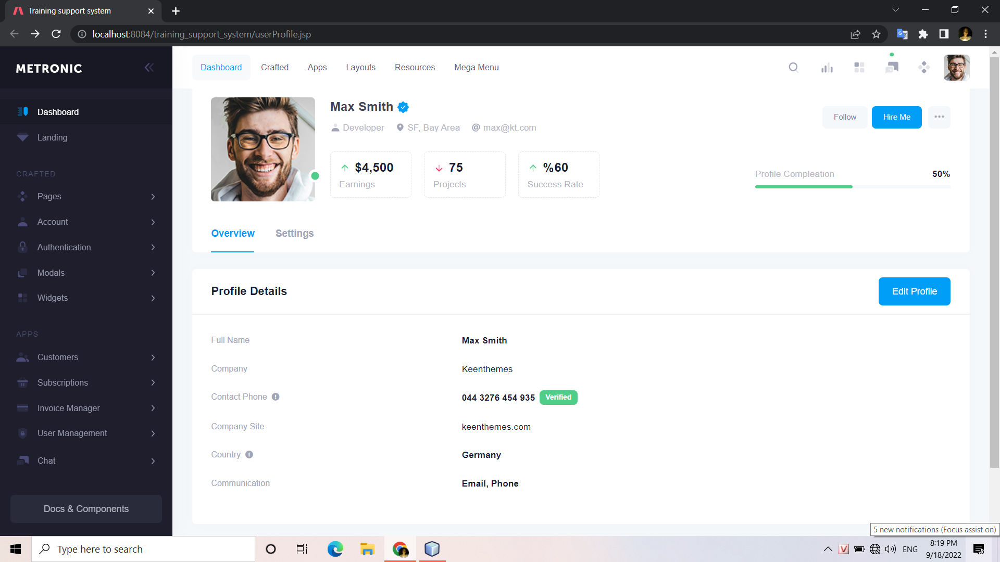 Training support system
localhost:8084/training_support_system/userProfile.jsp
METRONIC
Dashboard
Landing
CRAFTED
Pages
Account
Authentication
Modals
Widgets
APPS
Customers
Subscriptions
Invoice Manager
User Management
Chat
Docs & Components
Dashboard Crafted Apps Layouts Resources Mega Menu
Max Smith
Developer SF, Bay Area @ max@kt.com
Follow Hire Me
$4,500
Earnings
75
Projects
%60
Success Rate
Profile Compleation 50%
Overview Settings
Profile Details
Edit Profile
Full Name Max Smith
Company Keenthemes
Contact Phone 044 3276 454 935 Verified
Company Site keenthemes.com
Country Germany
Communication Email, Phone
5 new notifications (Focus assist on)
Type here to search
V
ENG
8:19 PM
9/18/2022